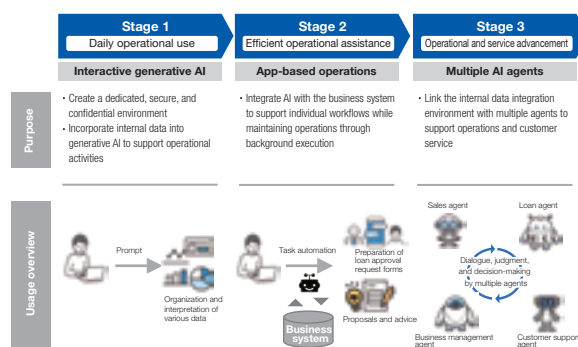 Stage 1
Daily operational use
Stage 2
Efficient operational assistance
Stage 3
Operational and service advancement
Interactive generative AI
App-based operations
Multiple AI agents
Purpose
・Create a dedicated, secure, and
confidential environment
・Incorporate internal data into
generative AI to support operational
activities
・Integrate AI with the business system
to support individual workflows while
maintaining operations through
background execution
・Link the internal data integration
environment with multiple agents to
support operations and customer
service
Usage overview
Prompt
Organization and
interpretation of
various data
Task automation
Business
system
Preparation of
loan approval
request forms
Proposals and advice
Sales agent
Loan agent
Dialogue, judgment,
and decision-making
by multiple agents
Business management
agent
Customer support
agent